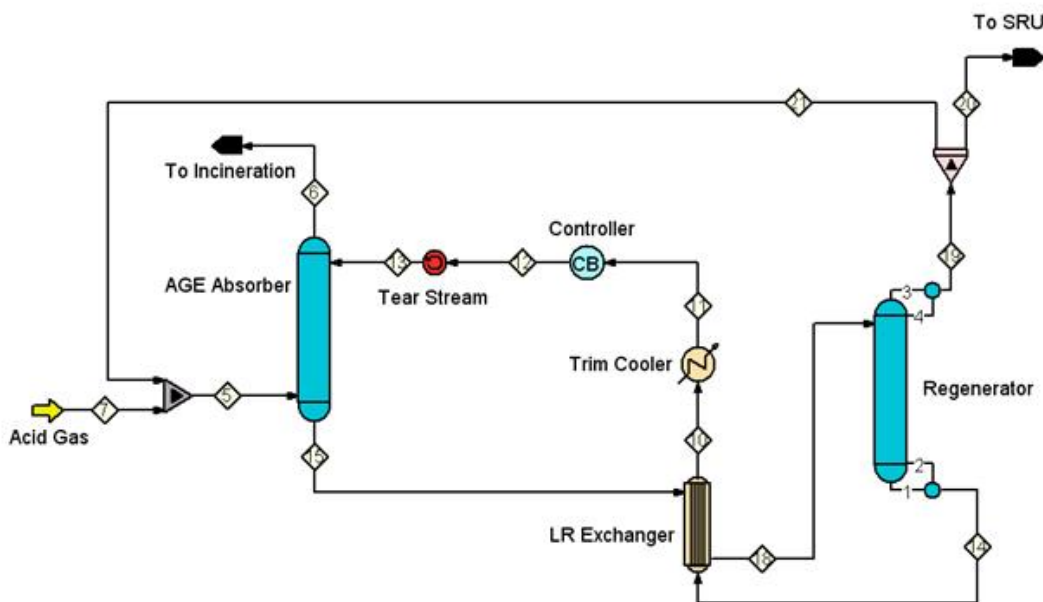 To SRU
21
20
To Incineration
6
Controller
19
13
12
CB
AGE Absorber
3
Tear Stream
11
4
Trim Cooler
Regenerator
5
7
Acid Gas
10
15
2
1
LR Exchanger
18
14